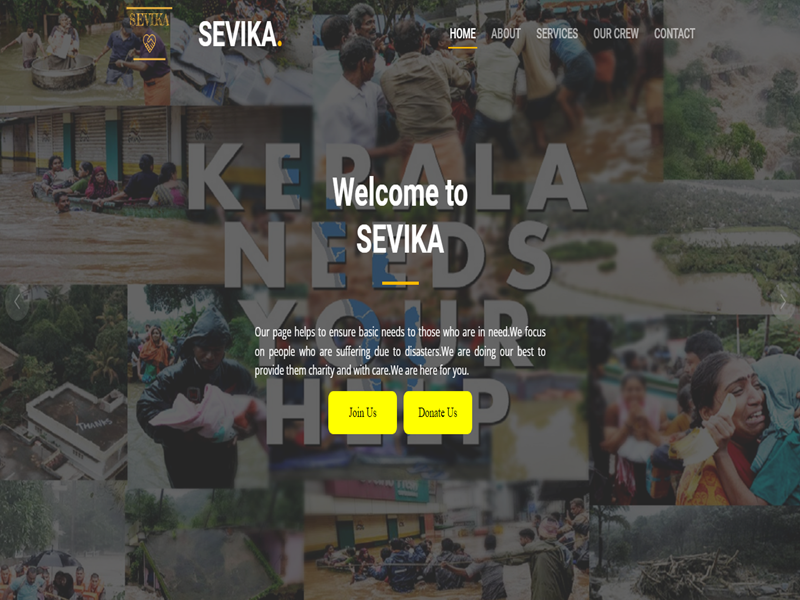 SEVIKA
SEVIKA.
HOME ABOUT SERVICES OUR CREW CONTACT
KERALA
NEEDS
YOUR
HELP
Welcome to
SEVIKA
Our page helps to ensure basic needs to those who are in need.We focus
on people who are suffering due to disasters.We are doing our best to
provide them charity and with care.We are here for you.
Join Us Donate Us
THANKS